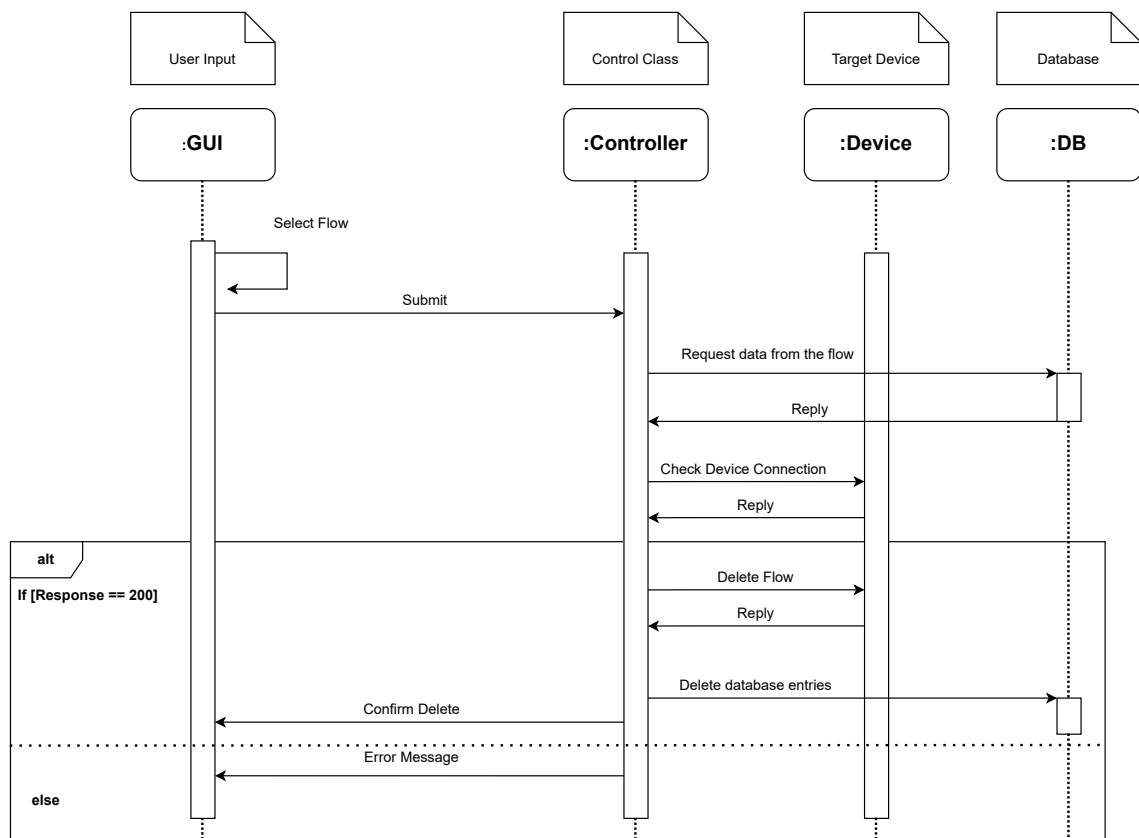 User Input
Control Class
Target Device
Database
:GUI
:Controller
:Device
:DB
Select Flow
Submit
Request data from the flow
Reply
Check Device Connection
Reply
alt
If [Response == 200]
Delete Flow
Reply
Delete database entries
Confirm Delete
Error Message
else